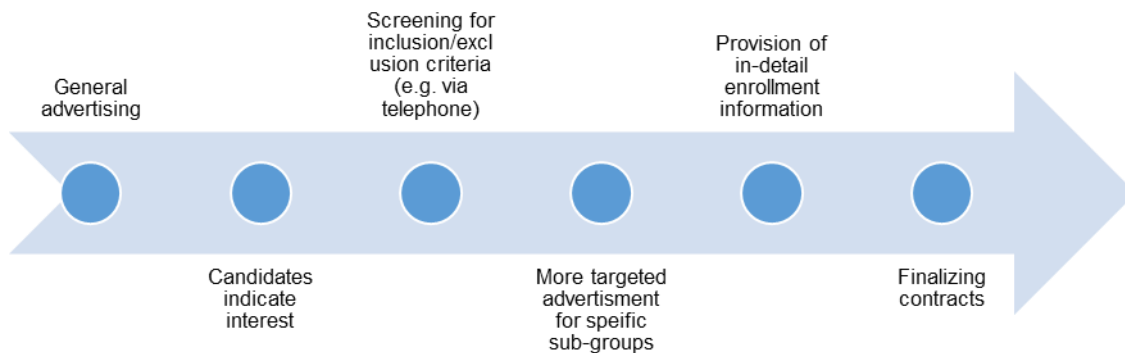 General
advertising
Candidates
indicate
interest
Screening for
inclusion/excl
usion criteria
(e.g. via
telephone)
More targeted
advertisment
for speific
sub-groups
Provision of
in-detail
enrollment
information
Finalizing
contracts